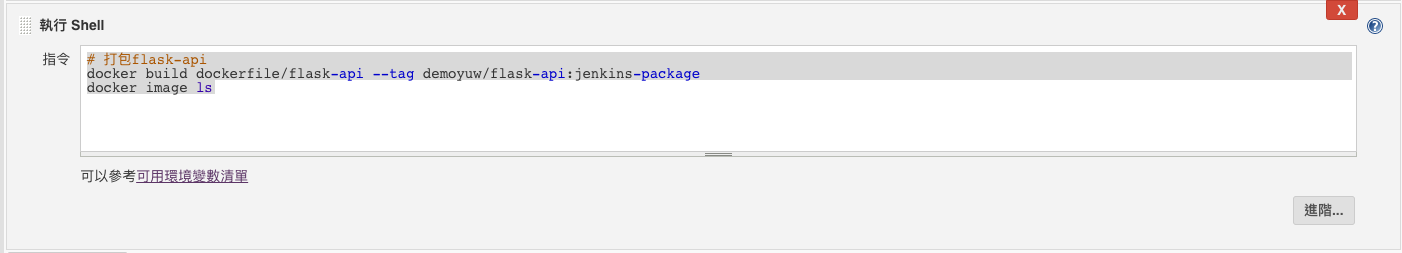 執行 Shell
X
?
指令
# 打包flask-api
docker build dockerfile/flask-api --tag demoyuw/flask-api:jenkins-package
docker image ls
可以參考可用環境變數清單
進階...